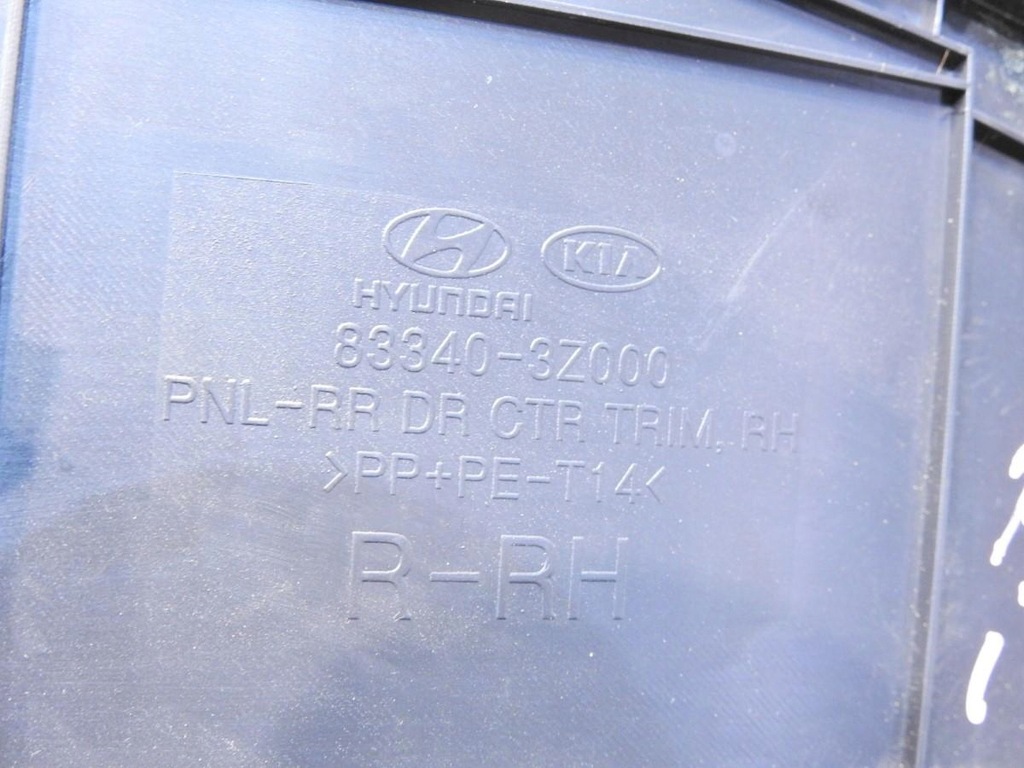 KIA
HYUNDAI
83340-3Z000
PNL-RR DR CTR TRIM, RH
>PP+PE-T14<
R-RH